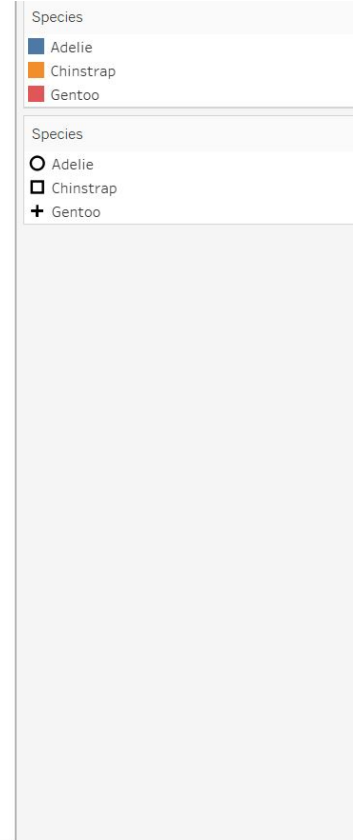 Species
Adelie
Chinstrap
Gentoo
Species
Adelie
Chinstrap
Gentoo